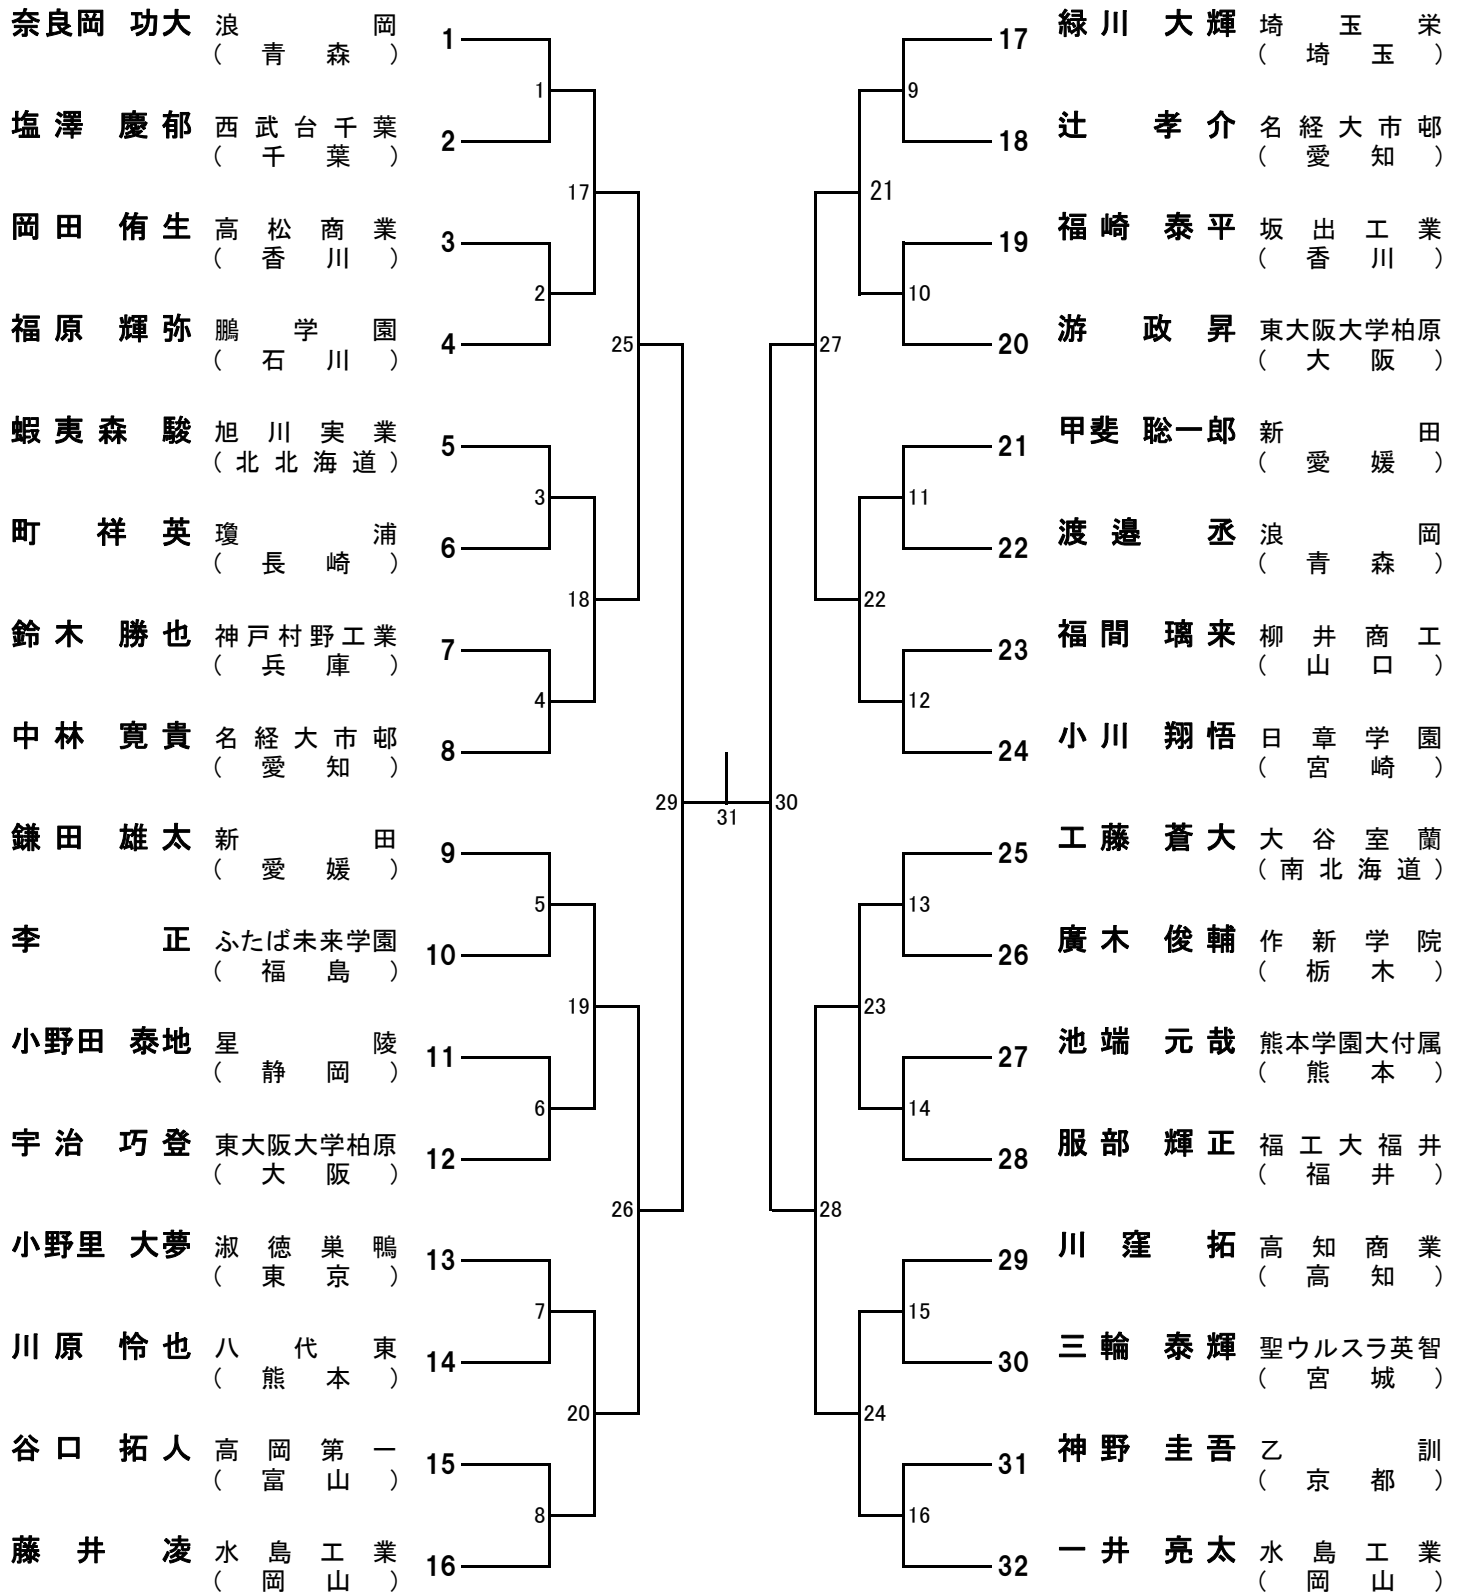 奈良岡 功大 浪岡 1
(青森)
塩澤 慶郁 西武台千葉 2
(千葉)
岡田 侑生 高松商業 3
(香川)
福原 輝弥 鵬学園 4
(石川)
蝦夷森 駿 旭川実業 5
(北北海道)
町 祥英 瓊浦 6
(長崎)
鈴木 勝也 神戸村野工業 7
(兵庫)
中林 寛貴 名経大市邨 8
(愛知)
鎌田 雄太 新田 9
(愛媛)
李 正 ふたば未来学園 10
(福島)
小野田 泰地 星陵 11
(静岡)
宇治 巧登 東大阪大学柏原 12
(大阪)
小野里 大夢 淑徳巣鴨 13
(東京)
川原 怜也 八代東 14
(熊本)
谷口 拓人 高岡第一 15
(富山)
藤井 凌 水島工業 16
(岡山)
1
2
3
4
5
6
7
8
17
18
19
20
25
26
29
31
30
27
28
21
22
23
24
9
10
11
12
13
14
15
16
17 緑川 大輝 埼玉栄
(埼玉)
18 辻 孝介 名経大市邨
(愛知)
19 福崎 泰平 坂出工業
(香川)
20 游 政昇 東大阪大学柏原
(大阪)
21 甲斐 聡一郎 新田
(愛媛)
22 渡邉 丞 浪岡
(青森)
23 福間 璃来 柳井商工
(山口)
24 小川 翔悟 日章学園
(宮崎)
25 工藤 蒼大 大谷室蘭
(南北海道)
26 廣木 俊輔 作新学院
(栃木)
27 池端 元哉 熊本学園大付属
(熊本)
28 服部 輝正 福工大福井
(福井)
29 川窪 拓 高知商業
(高知)
30 三輪 泰輝 聖ウルスラ英智
(宮城)
31 神野 圭吾 乙訓
(京都)
32 一井 亮太 水島工業
(岡山)